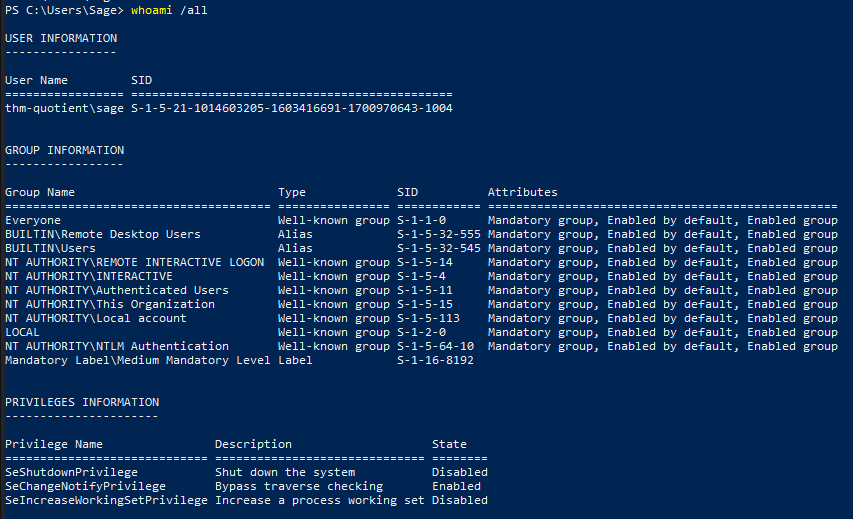 PS C:\Users\Sage> whoami /all
USER INFORMATION
----------------
User Name         SID
================= ==============================================
thm-quotient\sage S-1-5-21-1014603205-1603416691-1700970643-1004
GROUP INFORMATION
-----------------
Group Name                             Type             SID          Attributes
====================================== ================ ============ ==================================================
Everyone                               Well-known group S-1-1-0      Mandatory group, Enabled by default, Enabled group
BUILTIN\Remote Desktop Users           Alias            S-1-5-32-555 Mandatory group, Enabled by default, Enabled group
BUILTIN\Users                          Alias            S-1-5-32-545 Mandatory group, Enabled by default, Enabled group
NT AUTHORITY\REMOTE INTERACTIVE LOGON  Well-known group S-1-5-14     Mandatory group, Enabled by default, Enabled group
NT AUTHORITY\INTERACTIVE               Well-known group S-1-5-4      Mandatory group, Enabled by default, Enabled group
NT AUTHORITY\Authenticated Users       Well-known group S-1-5-11     Mandatory group, Enabled by default, Enabled group
NT AUTHORITY\This Organization         Well-known group S-1-5-15     Mandatory group, Enabled by default, Enabled group
NT AUTHORITY\Local account             Well-known group S-1-5-113    Mandatory group, Enabled by default, Enabled group
LOCAL                                  Well-known group S-1-2-0      Mandatory group, Enabled by default, Enabled group
NT AUTHORITY\NTLM Authentication       Well-known group S-1-5-64-10  Mandatory group, Enabled by default, Enabled group
Mandatory Label\Medium Mandatory Level Label            S-1-16-8192
PRIVILEGES INFORMATION
----------------------
Privilege Name                Description                    State
============================= ============================== ========
SeShutdownPrivilege           Shut down the system           Disabled
SeChangeNotifyPrivilege       Bypass traverse checking       Enabled
SeIncreaseWorkingSetPrivilege Increase a process working set Disabled